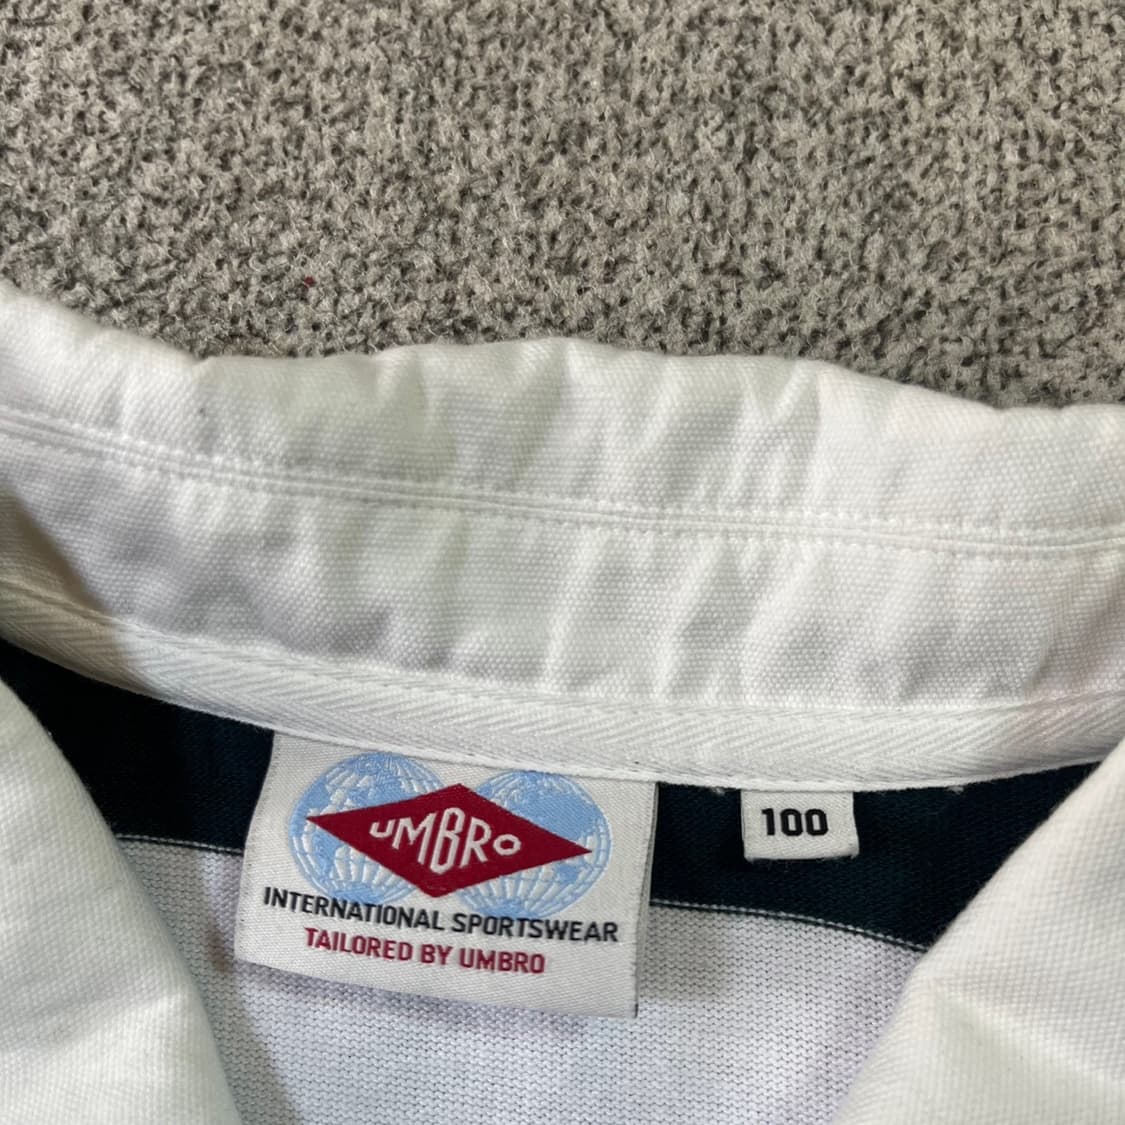 UMBRO
INTERNATIONAL SPORTSWEAR
TAILORED BY UMBRO
100